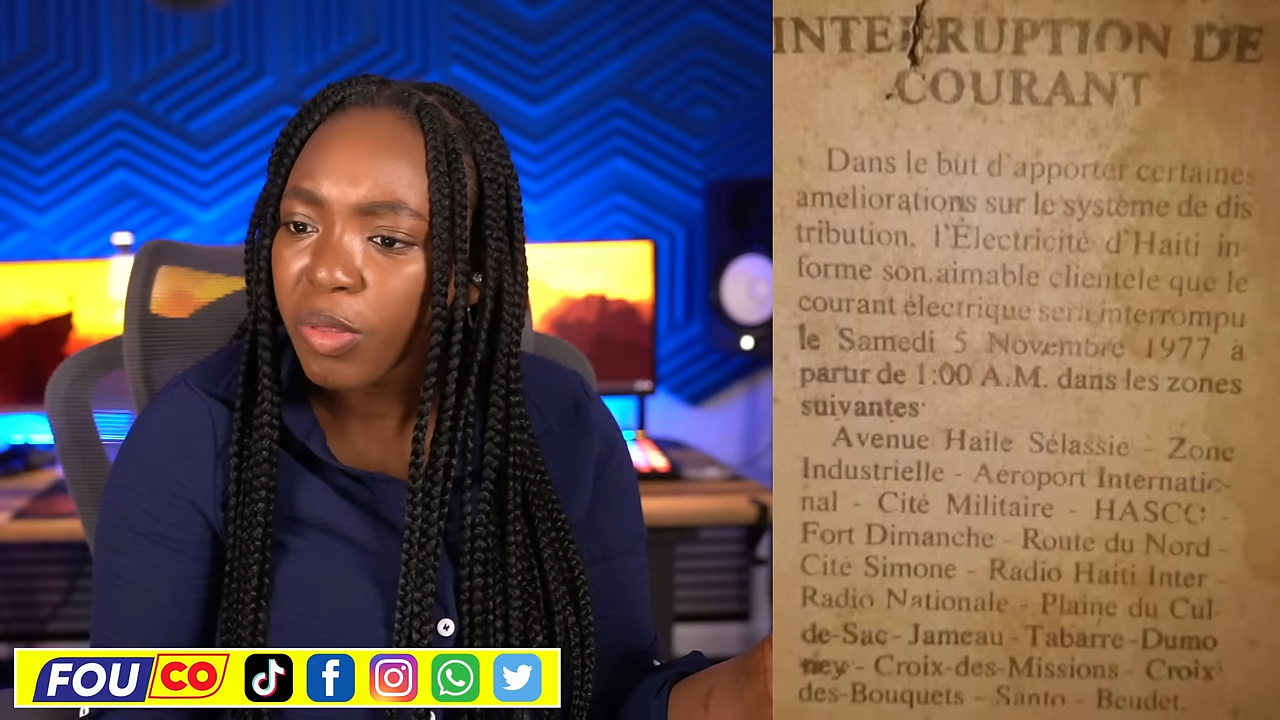 INTERRUPTION DE
COURANT
Dans le but d'apporter certaines
améliorations sur le système de dis
tribution, l'Électricité d'Haiti in-
forme son aimable clientèle que le
courant électrique sera interrompu
le Samedi 5 Novembre 1977 à
partir de 1:00 A.M. dans les zones
suivantes:
Avenue Haile Sélassié - Zone
Industrielle - Aéroport Internatio-
nal - Cité Militaire - HASCO -
Fort Dimanche - Route du Nord -
Cité Simone - Radio Haiti Inter -
Radio Nationale - Plaine du Cul
de-Sac - Jameau - Tabarre - Dumo
ney - Croix-des-Missions - Croix
des-Bouquets - Santo - Beudet.
FOUCO